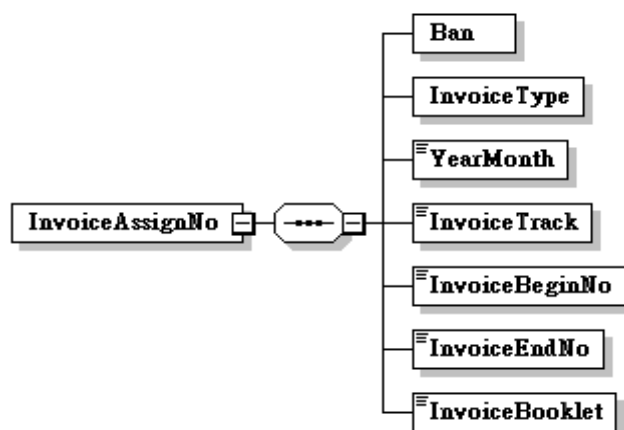 Ban
InvoiceType
YearMonth
InvoiceAssignNo
InvoiceTrack
InvoiceBeginNo
InvoiceEndNo
InvoiceBooklet